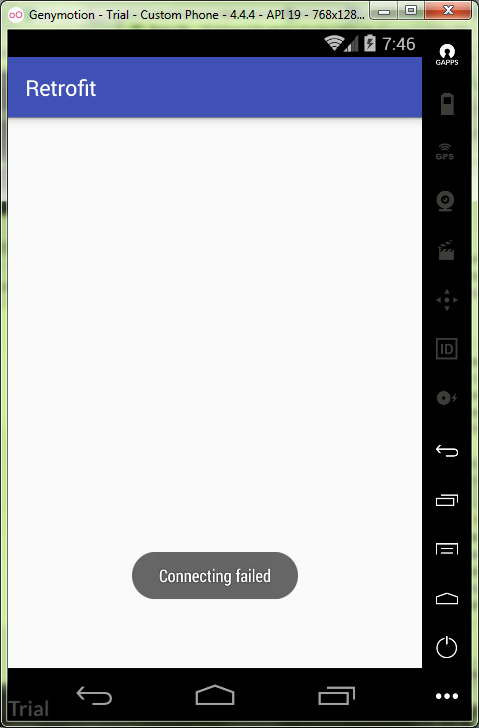 Genymotion - Trial - Custom Phone - 4.4.4 - API 19 - 768x128...
7:46
GAPPS
Retrofit
GPS
ID
Connecting failed
Trial